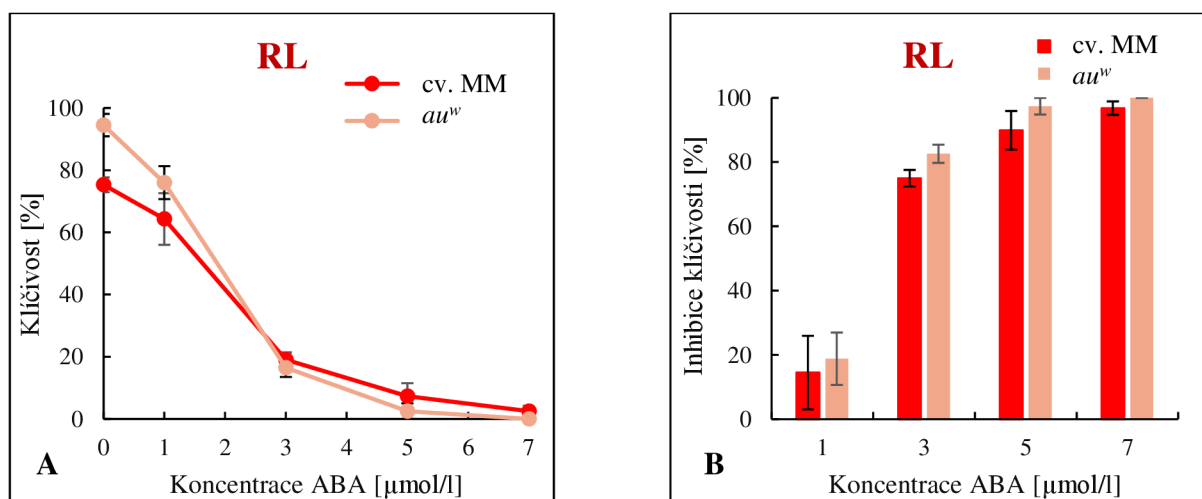 RL
cv. MM
auʷ
Klíčivost [%]
100
80
60
40
20
0
0 1 2 3 4 5 6 7
Koncentrace ABA [µmol/l]
A
RL
cv. MM
auʷ
Inhibice klíčivosti [%]
100
80
60
40
20
0
1 3 5 7
Koncentrace ABA [µmol/l]
B